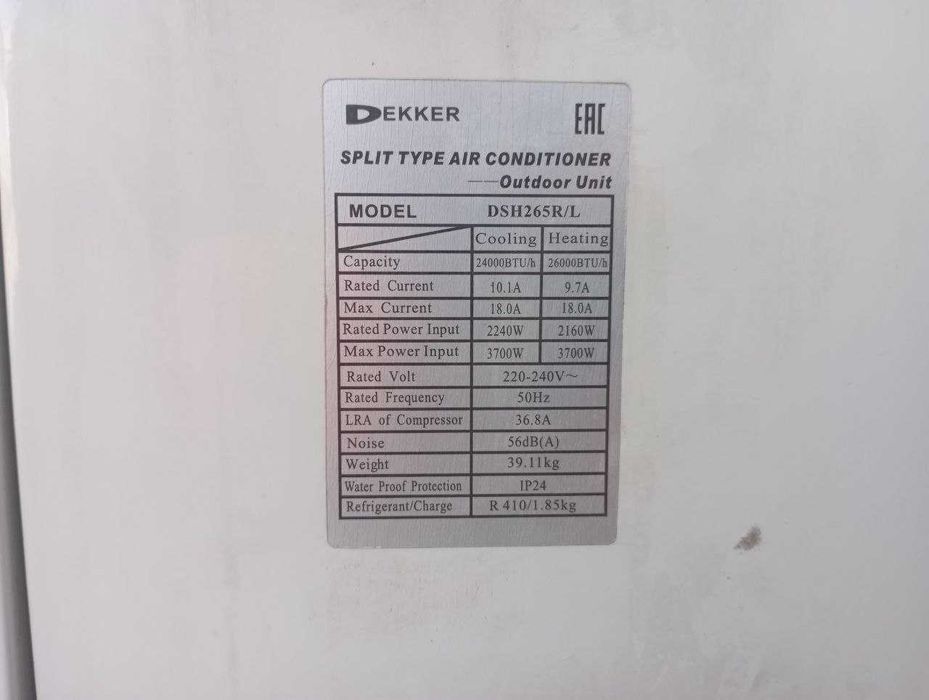 DEKKER EAC
SPLIT TYPE AIR CONDITIONER
——Outdoor Unit
MODEL DSH265R/L
Cooling Heating
Capacity 24000BTU/h 26000BTU/h
Rated Current 10.1A 9.7A
Max Current 18.0A 18.0A
Rated Power Input 2240W 2160W
Max Power Input 3700W 3700W
Rated Volt 220-240V~
Rated Frequency 50Hz
LRA of Compressor 36.8A
Noise 56dB(A)
Weight 39.11kg
Water Proof Protection IP24
Refrigerant/Charge R 410/1.85kg